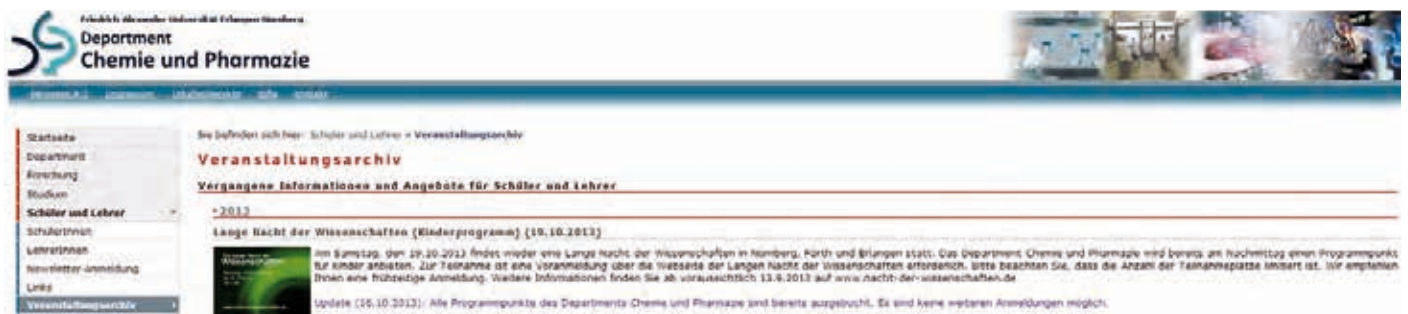 Friedrich-Alexander-Universität Erlangen-Nürnberg
Department
Chemie und Pharmazie
Personen A-Z Impressum Hilfe Kontakt
Startseite
Department
Forschung
Studium
Schüler und Lehrer
SchülerInnen
LehrerInnen
Newsletter-Anmeldung
Links
Veranstaltungsarchiv
Sie befinden sich hier: Schüler und Lehrer » Veranstaltungsarchiv
Veranstaltungsarchiv
Vergangene Informationen und Angebote für Schüler und Lehrer
2013
Lange Nacht der Wissenschaften (Kinderprogramm) (19.10.2013)
Am Samstag, den 19.10.2013 findet wieder eine Lange Nacht der Wissenschaften in Nürnberg, Fürth und Erlangen statt. Das Department Chemie und Pharmazie wird bereits am Nachmittag einen Programmpunkt
für Kinder anbieten. Zur Teilnahme ist eine Voranmeldung über die Webseite der Langen Nacht der Wissenschaften erforderlich. Bitte beachten Sie, dass die Anzahl der Teilnahmeplätze limitiert ist. Wir empfehlen
Ihnen eine frühzeitige Anmeldung. Weitere Informationen finden Sie ab voraussichtlich 13.9.2013 auf www.nacht-der-wissenschaften.de
Update (16.10.2013): Alle Programmpunkte des Departments Chemie und Pharmazie sind bereits ausgebucht. Es sind keine weiteren Anmeldungen möglich.